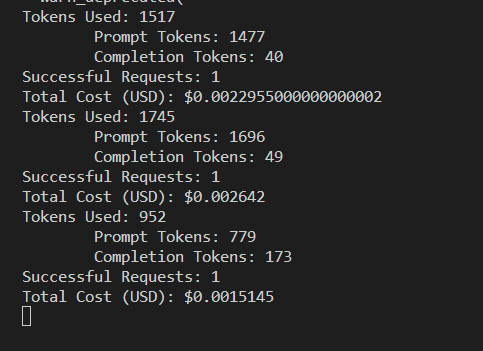 warn_deprecated(
Tokens Used: 1517
Prompt Tokens: 1477
Completion Tokens: 40
Successful Requests: 1
Total Cost (USD): $0.0022955000000000002
Tokens Used: 1745
Prompt Tokens: 1696
Completion Tokens: 49
Successful Requests: 1
Total Cost (USD): $0.002642
Tokens Used: 952
Prompt Tokens: 779
Completion Tokens: 173
Successful Requests: 1
Total Cost (USD): $0.0015145